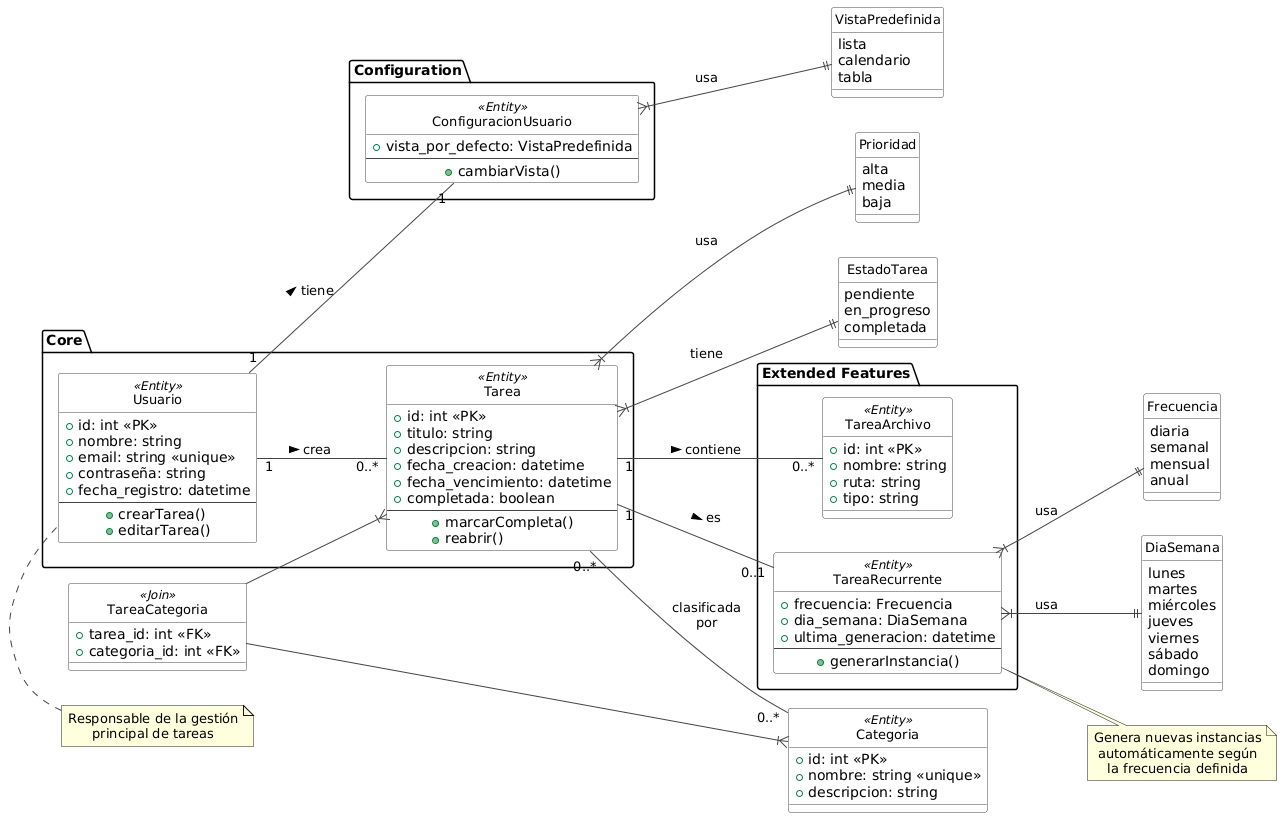 VistaPredefinida
lista
calendario
tabla
Configuration
«Entity»
ConfiguracionUsuario
vista_por_defecto: VistaPredefinida
cambiarVista()
usa
Prioridad
alta
media
baja
usa
EstadoTarea
pendiente
en_progreso
completada
tiene
1
tiene
1
Core
«Entity»
Usuario
id: int «PK»
nombre: string
email: string «unique»
contraseña: string
fecha_registro: datetime
crearTarea()
editarTarea()
crea
1
0..*
«Entity»
Tarea
id: int «PK»
titulo: string
descripcion: string
fecha_creacion: datetime
fecha_vencimiento: datetime
completada: boolean
marcarCompleta()
reabrir()
contiene
1
0..*
es
1
0..1
Extended Features
«Entity»
TareaArchivo
id: int «PK»
nombre: string
ruta: string
tipo: string
«Entity»
TareaRecurrente
frecuencia: Frecuencia
dia_semana: DiaSemana
ultima_generacion: datetime
generarInstancia()
usa
Frecuencia
diaria
semanal
mensual
anual
usa
DiaSemana
lunes
martes
miércoles
jueves
viernes
sábado
domingo
«Join»
TareaCategoria
tarea_id: int «FK»
categoria_id: int «FK»
0..*
clasificada
por
0..*
«Entity»
Categoria
id: int «PK»
nombre: string «unique»
descripcion: string
Responsable de la gestión
principal de tareas
Genera nuevas instancias
automáticamente según
la frecuencia definida